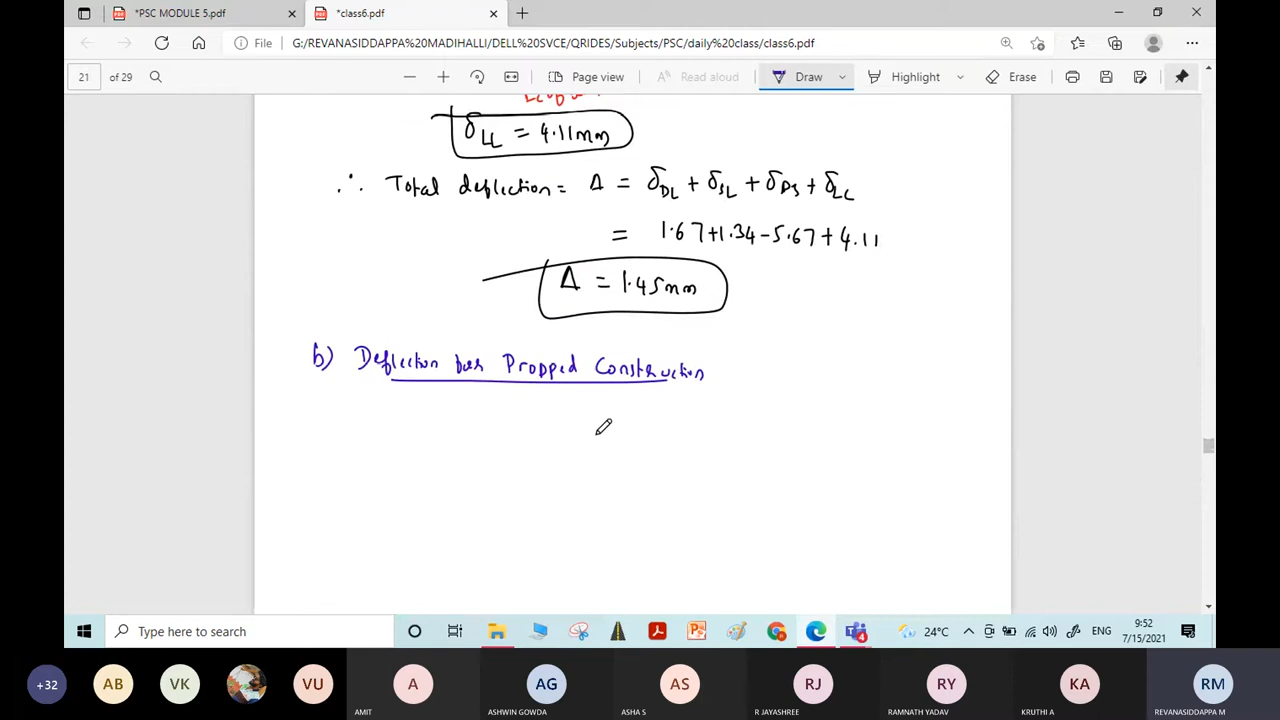 *PSC MODULE 5.pdf
*class6.pdf
File G:/REVANASIDDAPPA%20MADIHALLI/DELL%20SVCE/QRIDES/Subjects/PSC/daily%20class/class6.pdf
21 of 29 Page view Read aloud Draw Highlight Erase
δLL = 4.11mm
∴ Total deflection = Δ = δDL + δSL + δPS + δLL
= 1.67+1.34-5.67+4.11
Δ = 1.45mm
b) Deflection for Propped Construction
Type here to search
4
24°C
ENG
9:52
7/15/2021
+32 AB VK VU A AG AS RJ RY KA RM
AMIT ASHWIN GOWDA ASHA S R JAYASHREE RAMNATH YADAV KRUTHI A REVANASIDDAPPA M